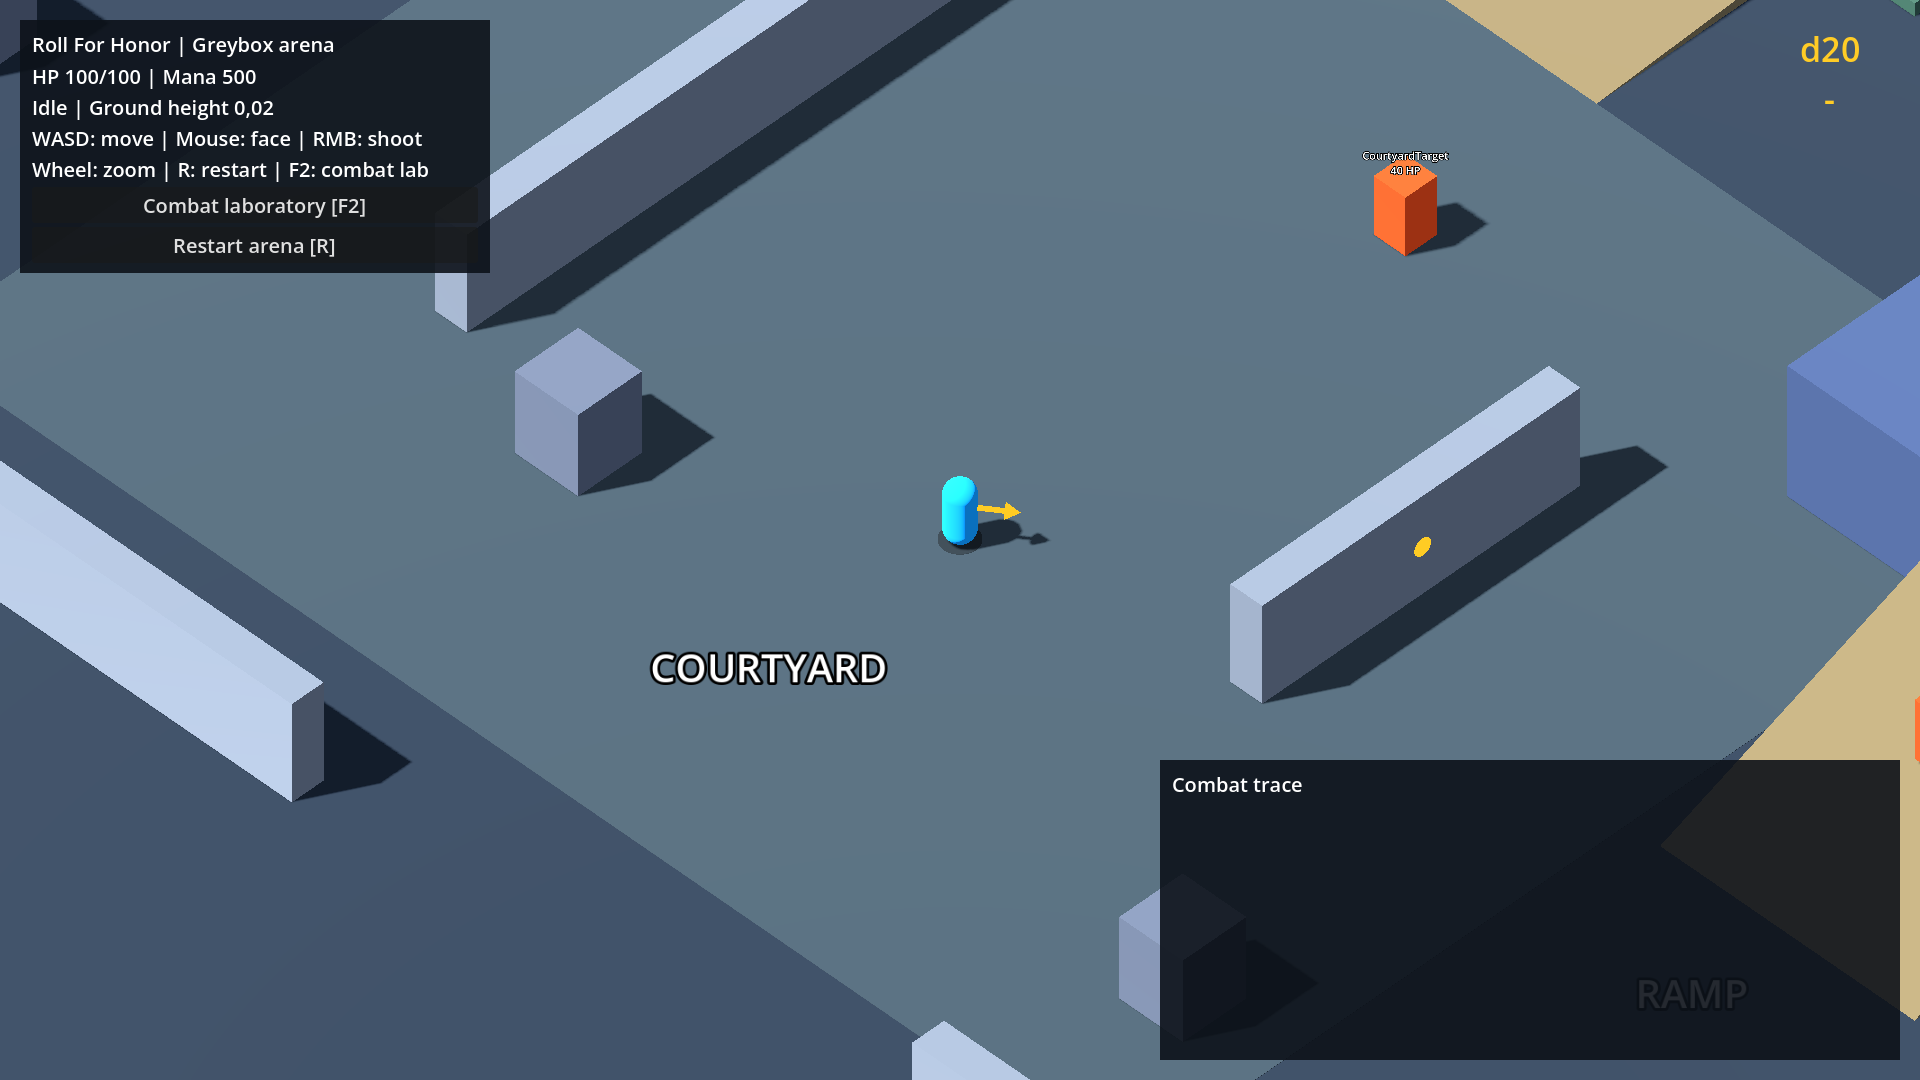 Roll For Honor | Greybox arena
HP 100/100 | Mana 500
Idle | Ground height 0,02
WASD: move | Mouse: face | RMB: shoot
Wheel: zoom | R: restart | F2: combat lab
Combat laboratory [F2]
Restart arena [R]
d20
-
CourtyardTarget
40 HP
COURTYARD
Combat trace
RAMP